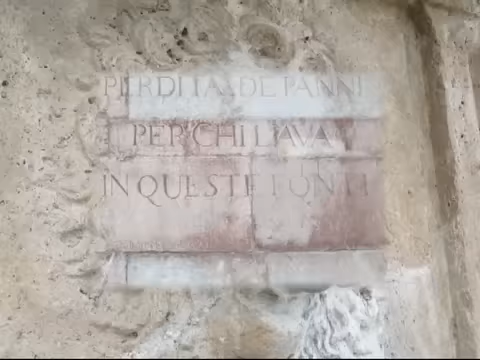 PERDITA DE PANNI
PER CHI LAVA
IN QUESTE FONTI